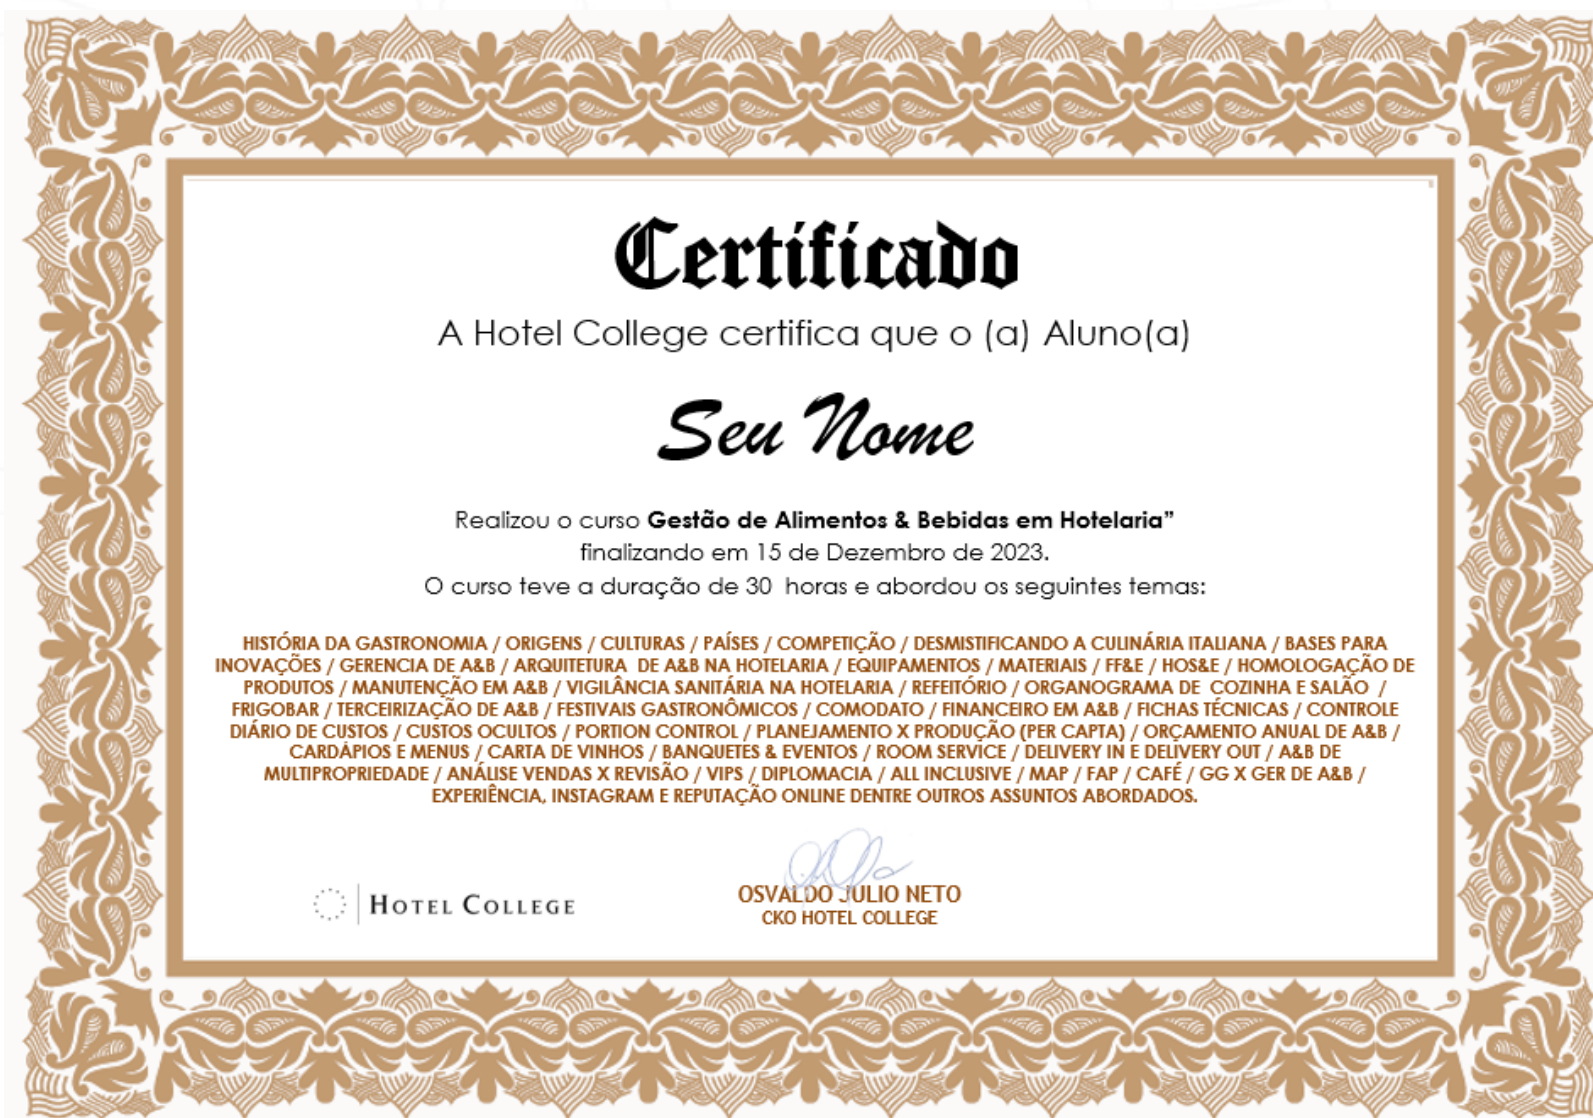 Certificado
A Hotel College certifica que o (a) Aluno(a)
Seu Nome
Realizou o curso Gestão de Alimentos & Bebidas em Hotelaria”
finalizando em 15 de Dezembro de 2023.
O curso teve a duração de 30 horas e abordou os seguintes temas:
HISTÓRIA DA GASTRONOMIA / ORIGENS / CULTURAS / PAÍSES / COMPETIÇÃO / DESMISTIFICANDO A CULINÁRIA ITALIANA / BASES PARA
INOVAÇÕES / GERENCIA DE A&B / ARQUITETURA DE A&B NA HOTELARIA / EQUIPAMENTOS / MATERIAIS / FF&E / HOS&E / HOMOLOGAÇÃO DE
PRODUTOS / MANUTENÇÃO EM A&B / VIGILÂNCIA SANITÁRIA NA HOTELARIA / REFEITÓRIO / ORGANOGRAMA DE COZINHA E SALÃO /
FRIGOBAR / TERCEIRIZAÇÃO DE A&B / FESTIVAIS GASTRONÔMICOS / COMODATO / FINANCEIRO EM A&B / FICHAS TÉCNICAS / CONTROLE
DIÁRIO DE CUSTOS / CUSTOS OCULTOS / PORTION CONTROL / PLANEJAMENTO X PRODUÇÃO (PER CAPTA) / ORÇAMENTO ANUAL DE A&B /
CARDÁPIOS E MENUS / CARTA DE VINHOS / BANQUETES & EVENTOS / ROOM SERVICE / DELIVERY IN E DELIVERY OUT / A&B DE
MULTIPROPRIEDADE / ANÁLISE VENDAS X REVISÃO / VIPS / DIPLOMACIA / ALL INCLUSIVE / MAP / FAP / CAFÉ / GG X GER DE A&B /
EXPERIÊNCIA, INSTAGRAM E REPUTAÇÃO ONLINE DENTRE OUTROS ASSUNTOS ABORDADOS.
HOTEL COLLEGE
OSVALDO JULIO NETO
CKO HOTEL COLLEGE